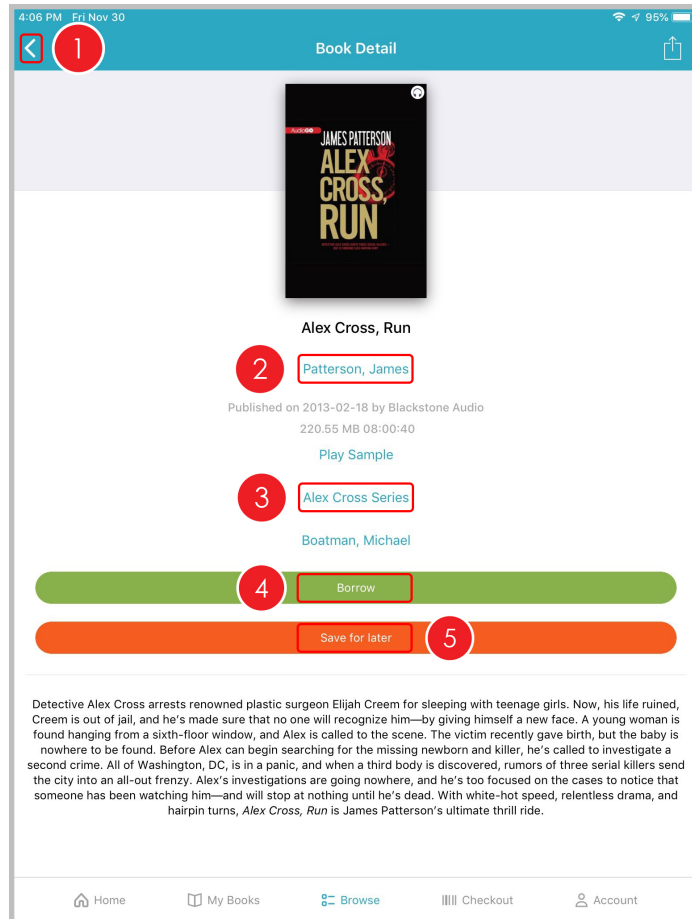 4:06 PM Fri Nov 30 95%
1
Book Detail
AudioGO
JAMES PATTERSON
ALEX
CROSS,
RUN
Alex Cross, Run
2
Patterson, James
Published on 2013-02-18 by Blackstone Audio
220.55 MB 08:00:40
Play Sample
3
Alex Cross Series
Boatman, Michael
4
Borrow
Save for later
5
Detective Alex Cross arrests renowned plastic surgeon Elijah Creem for sleeping with teenage girls. Now, his life ruined,
Creem is out of jail, and he's made sure that no one will recognize him—by giving himself a new face. A young woman is
found hanging from a sixth-floor window, and Alex is called to the scene. The victim recently gave birth, but the baby is
nowhere to be found. Before Alex can begin searching for the missing newborn and killer, he's called to investigate a
second crime. All of Washington, DC, is in a panic, and when a third body is discovered, rumors of three serial killers send
the city into an all-out frenzy. Alex's investigations are going nowhere, and he's too focused on the cases to notice that
someone has been watching him—and will stop at nothing until he's dead. With white-hot speed, relentless drama, and
hairpin turns, Alex Cross, Run is James Patterson's ultimate thrill ride.
Home My Books Browse Checkout Account